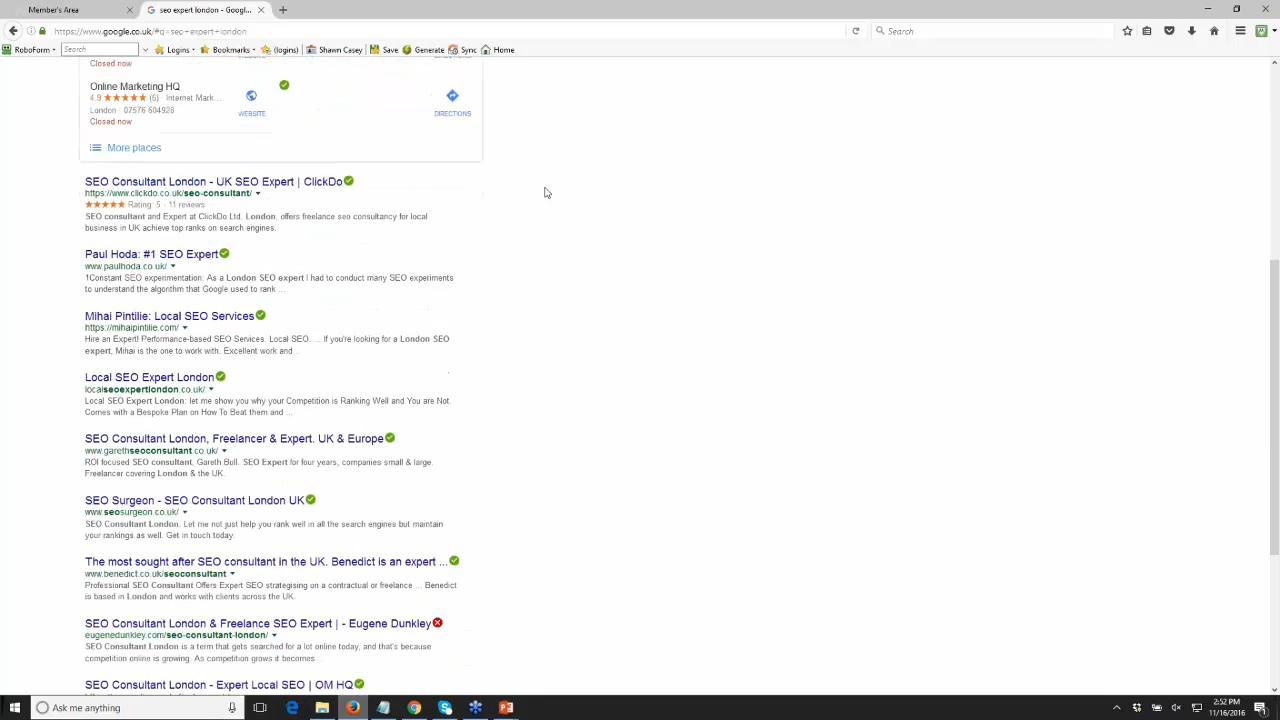 Member's Area
seo expert london - Googl...
https://www.google.co.uk/#q=seo+expert+london
Search
RoboForm
Search
Logins
Bookmarks
(logins)
Shawn Casey
Save
Generate
Sync
Home
Closed now
Online Marketing HQ
4.9 ★★★★★ (5) · Internet Mark...
London · 07576 604928
Closed now
WEBSITE
DIRECTIONS
More places
SEO Consultant London - UK SEO Expert | ClickDo
https://www.clickdo.co.uk/seo-consultant/
★★★★★ Rating: 5 - 11 reviews
SEO consultant and Expert at ClickDo Ltd. London, offers freelance seo consultancy for local
business in UK achieve top ranks on search engines.
Paul Hoda: #1 SEO Expert
www.paulhoda.co.uk/
1Constant SEO experimentation: As a London SEO expert I had to conduct many SEO experiments
to understand the algorithm that Google used to rank ...
Mihai Pintilie: Local SEO Services
https://mihaipintilie.com/
Hire an Expert! Performance-based SEO Services. Local SEO. ... If you're looking for a London SEO
expert, Mihai is the one to work with. Excellent work and ...
Local SEO Expert London
localseoexpertlondon.co.uk/
Local SEO Expert London: let me show you why your Competition is Ranking Well and You are Not.
Comes with a Bespoke Plan on How To Beat them and ...
SEO Consultant London, Freelancer & Expert. UK & Europe
www.garethseoconsultant.co.uk/
ROI focused SEO consultant, Gareth Bull. SEO Expert for four years, companies small & large.
Freelancer covering London & the UK.
SEO Surgeon - SEO Consultant London UK
www.seosurgeon.co.uk/
SEO Consultant London. Let me not just help you rank well in all the search engines but maintain
your rankings as well. Get in touch today.
The most sought after SEO consultant in the UK. Benedict is an expert ...
www.benedict.co.uk/seoconsultant
Professional SEO Consultant Offers Expert SEO strategising on a contractual or freelance ... Benedict
is based in London and works with clients across the UK.
SEO Consultant London & Freelance SEO Expert | - Eugene Dunkley
eugenedunkley.com/seo-consultant-london/
SEO Consultant London is a term that gets searched for a lot online today, and that's because
competition online is growing. As competition grows it becomes ...
SEO Consultant London - Expert Local SEO | OM HQ
Ask me anything
2:52 PM
11/16/2016